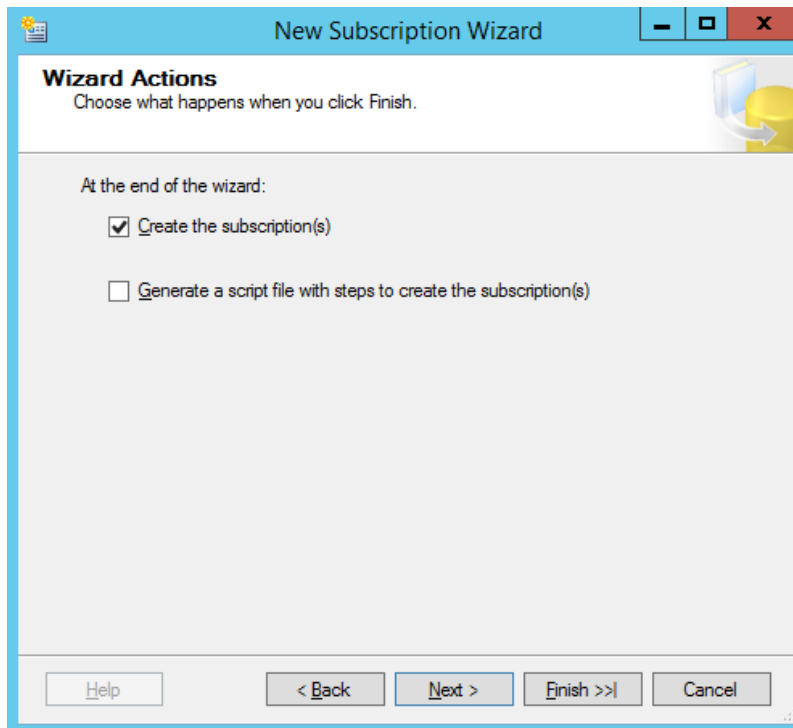 New Subscription Wizard
Wizard Actions
Choose what happens when you click Finish.
At the end of the wizard:
Create the subscription(s)
Generate a script file with steps to create the subscription(s)
Help
< Back
Next >
Finish >>|
Cancel